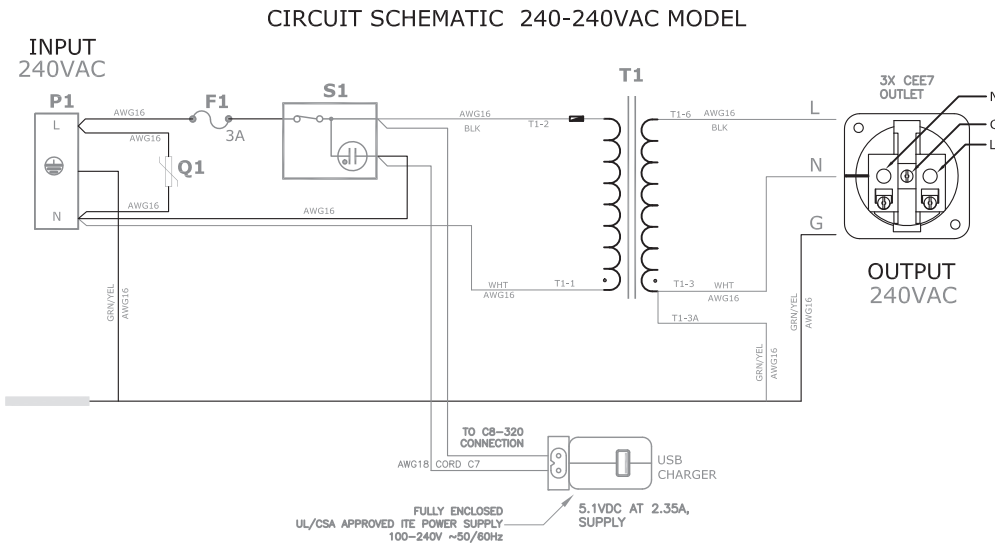 CIRCUIT SCHEMATIC 240-240VAC MODEL
INPUT
240VAC
P1
L
N
AWG16
AWG16
F1
3A
Q1
AWG16
S1
AWG16
AWG16
BLK
T1-2
T1
T1-6
AWG16
BLK
L
N
G
3X CEE7
OUTLET
N
L
WHT
AWG16
T1-1
T1-3
WHT
AWG16
T1-3A
GRN/YEL
AWG16
GRN/YEL
AWG16
GRN/YEL
AWG16
OUTPUT
240VAC
TO C8-320
CONNECTION
AWG18 CORD C7
USB
CHARGER
FULLY ENCLOSED
UL/CSA APPROVED ITE POWER SUPPLY
100-240V ~50/60Hz
5.1VDC AT 2.35A,
SUPPLY